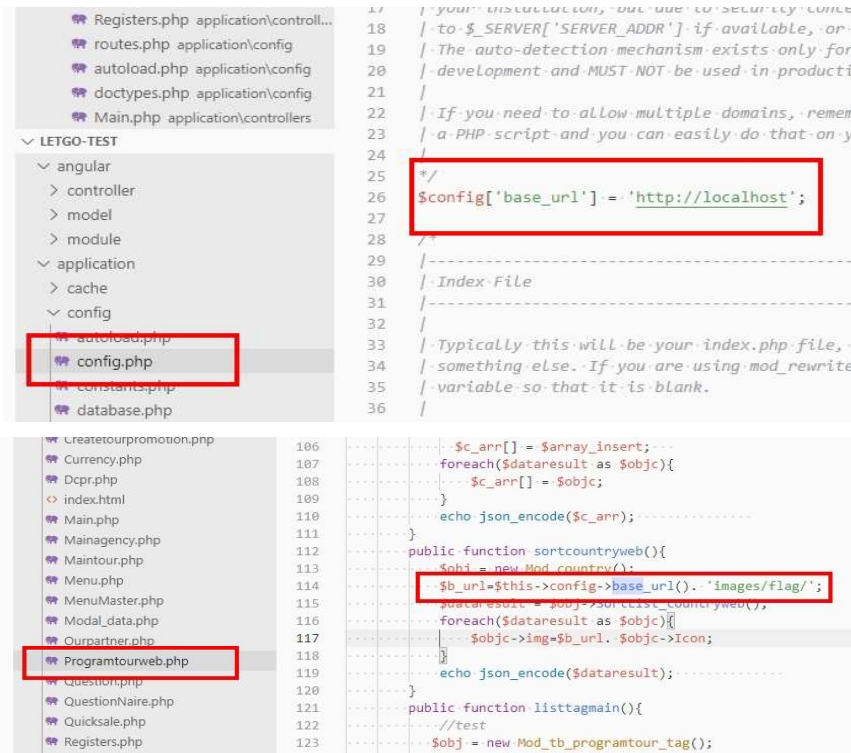 Registers.php application\controll...
routes.php application\config
autoload.php application\config
doctypes.php application\config
Main.php application\controllers
LETGO-TEST
angular
controller
model
module
application
cache
config
autoload.php
config.php
constants.php
database.php
17 | your installation, but due to security conce
18 | to $_SERVER['SERVER_ADDR'] if available, or
19 | The auto-detection mechanism exists only for
20 | development and MUST NOT be used in producti
21 |
22 | If you need to allow multiple domains, remem
23 | a PHP script and you can easily do that on y
24 |
25 */
26 $config['base_url'] = 'http://localhost';
27
28 /*
29 |--------------------------------------------
30 | Index File
31 |--------------------------------------------
32 |
33 | Typically this will be your index.php file,
34 | something else. If you are using mod_rewrite
35 | variable so that it is blank.
36 |
Createtourpromotion.php
Currency.php
Dcpr.php
index.html
Main.php
Mainagency.php
Maintour.php
Menu.php
MenuMaster.php
Modal_data.php
Ourpartner.php
Programtourweb.php
Question.php
QuestionNaire.php
Quicksale.php
Registers.php
106 $c_arr[] = $array_insert;
107 foreach($dataresult as $objc){
108 $c_arr[] = $objc;
109 }
110 echo json_encode($c_arr);
111 }
112 public function sortcountryweb(){
113 $obj = new Mod_country();
114 $b_url=$this->config->base_url(). 'images/flag/';
115 $dataresult = $obj->SortList_countryweb();
116 foreach($dataresult as $objc){
117 $objc->img=$b_url. $objc->Icon;
118 }
119 echo json_encode($dataresult);
120 }
121 public function listtagmain(){
122 //test
123 $obj = new Mod_tb_programtour_tag();